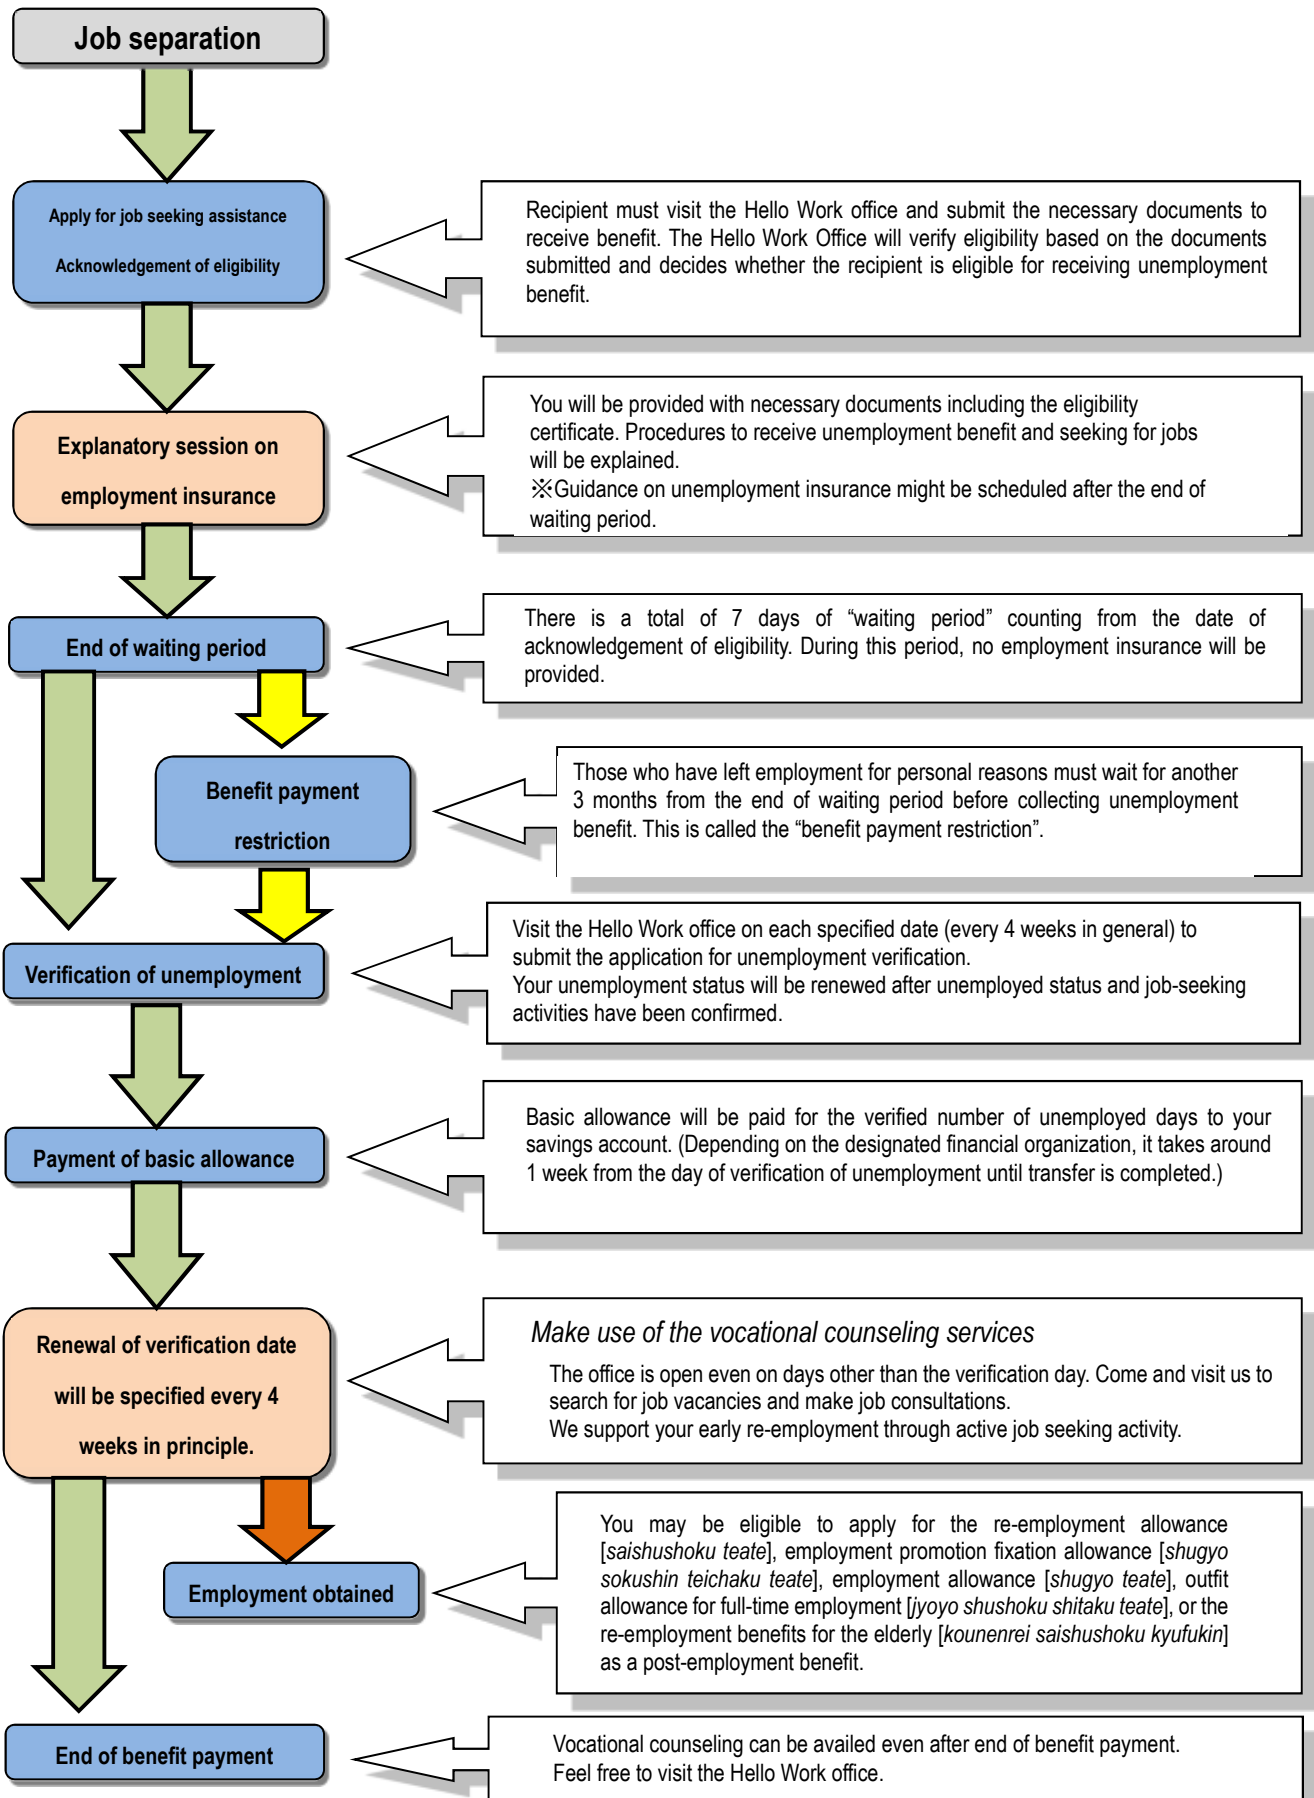 Job separation
Apply for job seeking assistance
Acknowledgement of eligibility
Recipient must visit the Hello Work office and submit the necessary documents to
receive benefit. The Hello Work Office will verify eligibility based on the documents
submitted and decides whether the recipient is eligible for receiving unemployment
benefit.
Explanatory session on
employment insurance
You will be provided with necessary documents including the eligibility
certificate. Procedures to receive unemployment benefit and seeking for jobs
will be explained.
※Guidance on unemployment insurance might be scheduled after the end of
waiting period.
End of waiting period
There is a total of 7 days of “waiting period” counting from the date of
acknowledgement of eligibility. During this period, no employment insurance will be
provided.
Benefit payment
restriction
Those who have left employment for personal reasons must wait for another
3 months from the end of waiting period before collecting unemployment
benefit. This is called the “benefit payment restriction”.
Verification of unemployment
Visit the Hello Work office on each specified date (every 4 weeks in general) to
submit the application for unemployment verification.
Your unemployment status will be renewed after unemployed status and job-seeking
activities have been confirmed.
Payment of basic allowance
Basic allowance will be paid for the verified number of unemployed days to your
savings account. (Depending on the designated financial organization, it takes around
1 week from the day of verification of unemployment until transfer is completed.)
Renewal of verification date
will be specified every 4
weeks in principle.
Make use of the vocational counseling services
The office is open even on days other than the verification day. Come and visit us to
search for job vacancies and make job consultations.
We support your early re-employment through active job seeking activity.
Employment obtained
You may be eligible to apply for the re-employment allowance
[saishushoku teate], employment promotion fixation allowance [shugyo
sokushin teichaku teate], employment allowance [shugyo teate], outfit
allowance for full-time employment [jyoyo shushoku shitaku teate], or the
re-employment benefits for the elderly [kounenrei saishushoku kyufukin]
as a post-employment benefit.
End of benefit payment
Vocational counseling can be availed even after end of benefit payment.
Feel free to visit the Hello Work office.